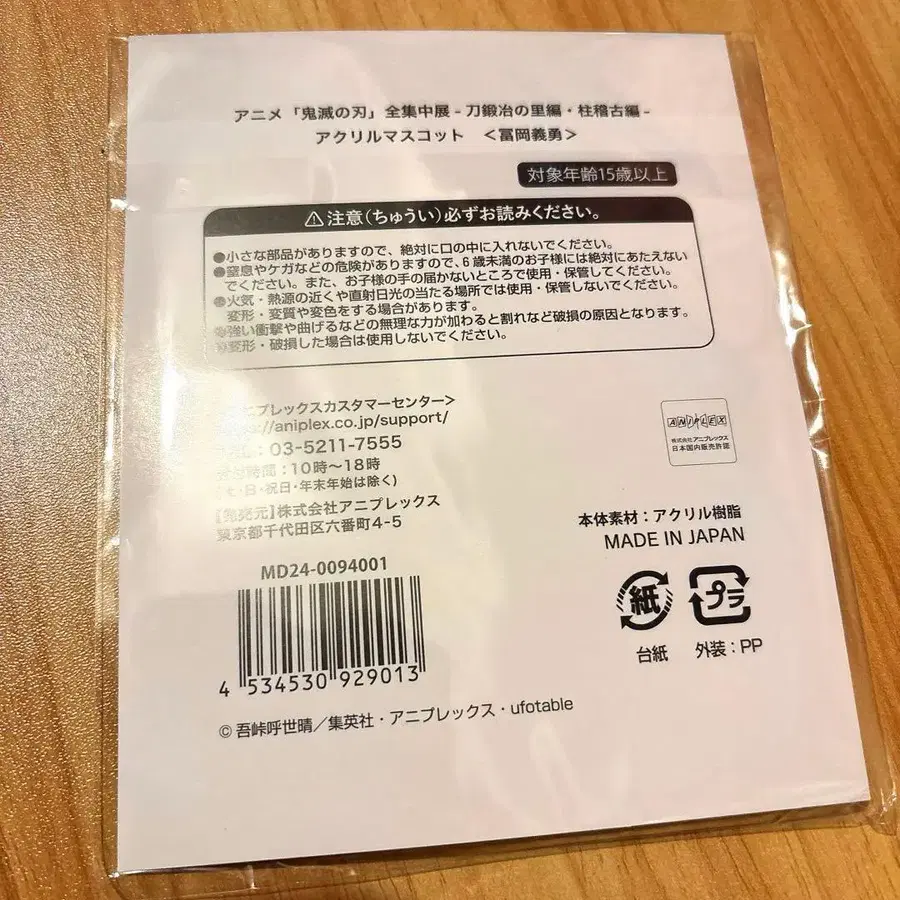 アニメ「鬼滅の刃」全集中展 - 刀鍛冶の里編・柱稽古編 -
アクリルマスコット ＜冨岡義勇＞
対象年齢15歳以上
⚠注意（ちゅうい）必ずお読みください。
●小さな部品がありますので、絶対に口の中に入れないでください。
●窒息やケガなどの危険がありますので、6歳未満のお子様には絶対にあたえない
でください。また、お子様の手の届かないところで使用・保管してください。
●火気・熱源の近くや直射日光の当たる場所では使用・保管しないでください。
変形・変質や変色をする場合があります。
●強い衝撃や曲げるなどの無理な力が加わると割れなど破損の原因となります。
●変形・破損した場合は使用しないでください。
プレックスカスタマーセンター＞
://aniplex.co.jp/support/
: 03-5211-7555
時間：10時～18時
・日・祝日・年末年始は除く)
【発売元】株式会社アニプレックス
東京都千代田区六番町4-5
ANIPLEX
株式会社アニプレックス
日本国内販売許諾
本体素材：アクリル樹脂
MADE IN JAPAN
MD24-0094001
4 534530 929013
紙
プラ
台紙
外装：PP
© 吾峠呼世晴／集英社・アニプレックス・ufotable